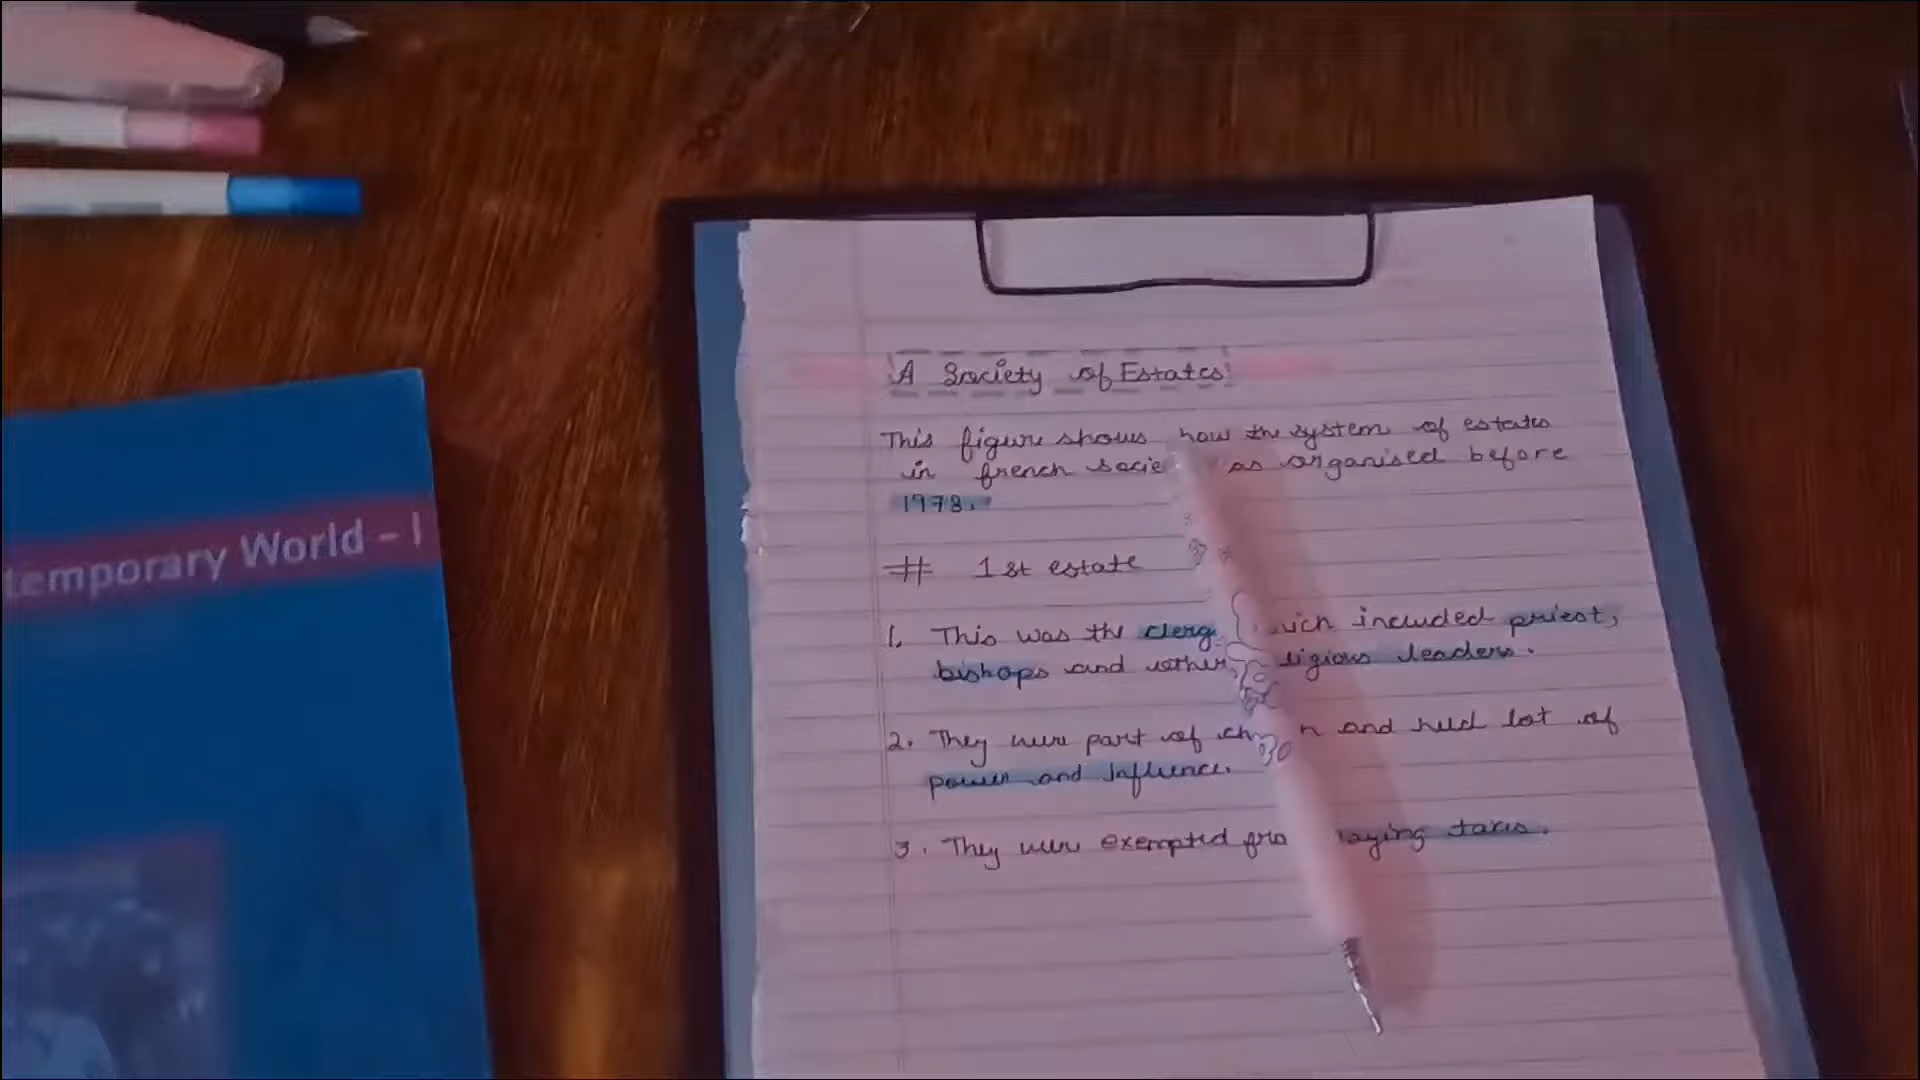 temporary World – I
A Society of Estates
This figure shows how the system of estates
in french socie as organised before
1978.
# 1st estate
1. This was the clerg ich included priest,
bishops and other ligious leaders.
2. They were part of ch h and held lot of
power and Influence.
3. They were exempted fro aying taxes.